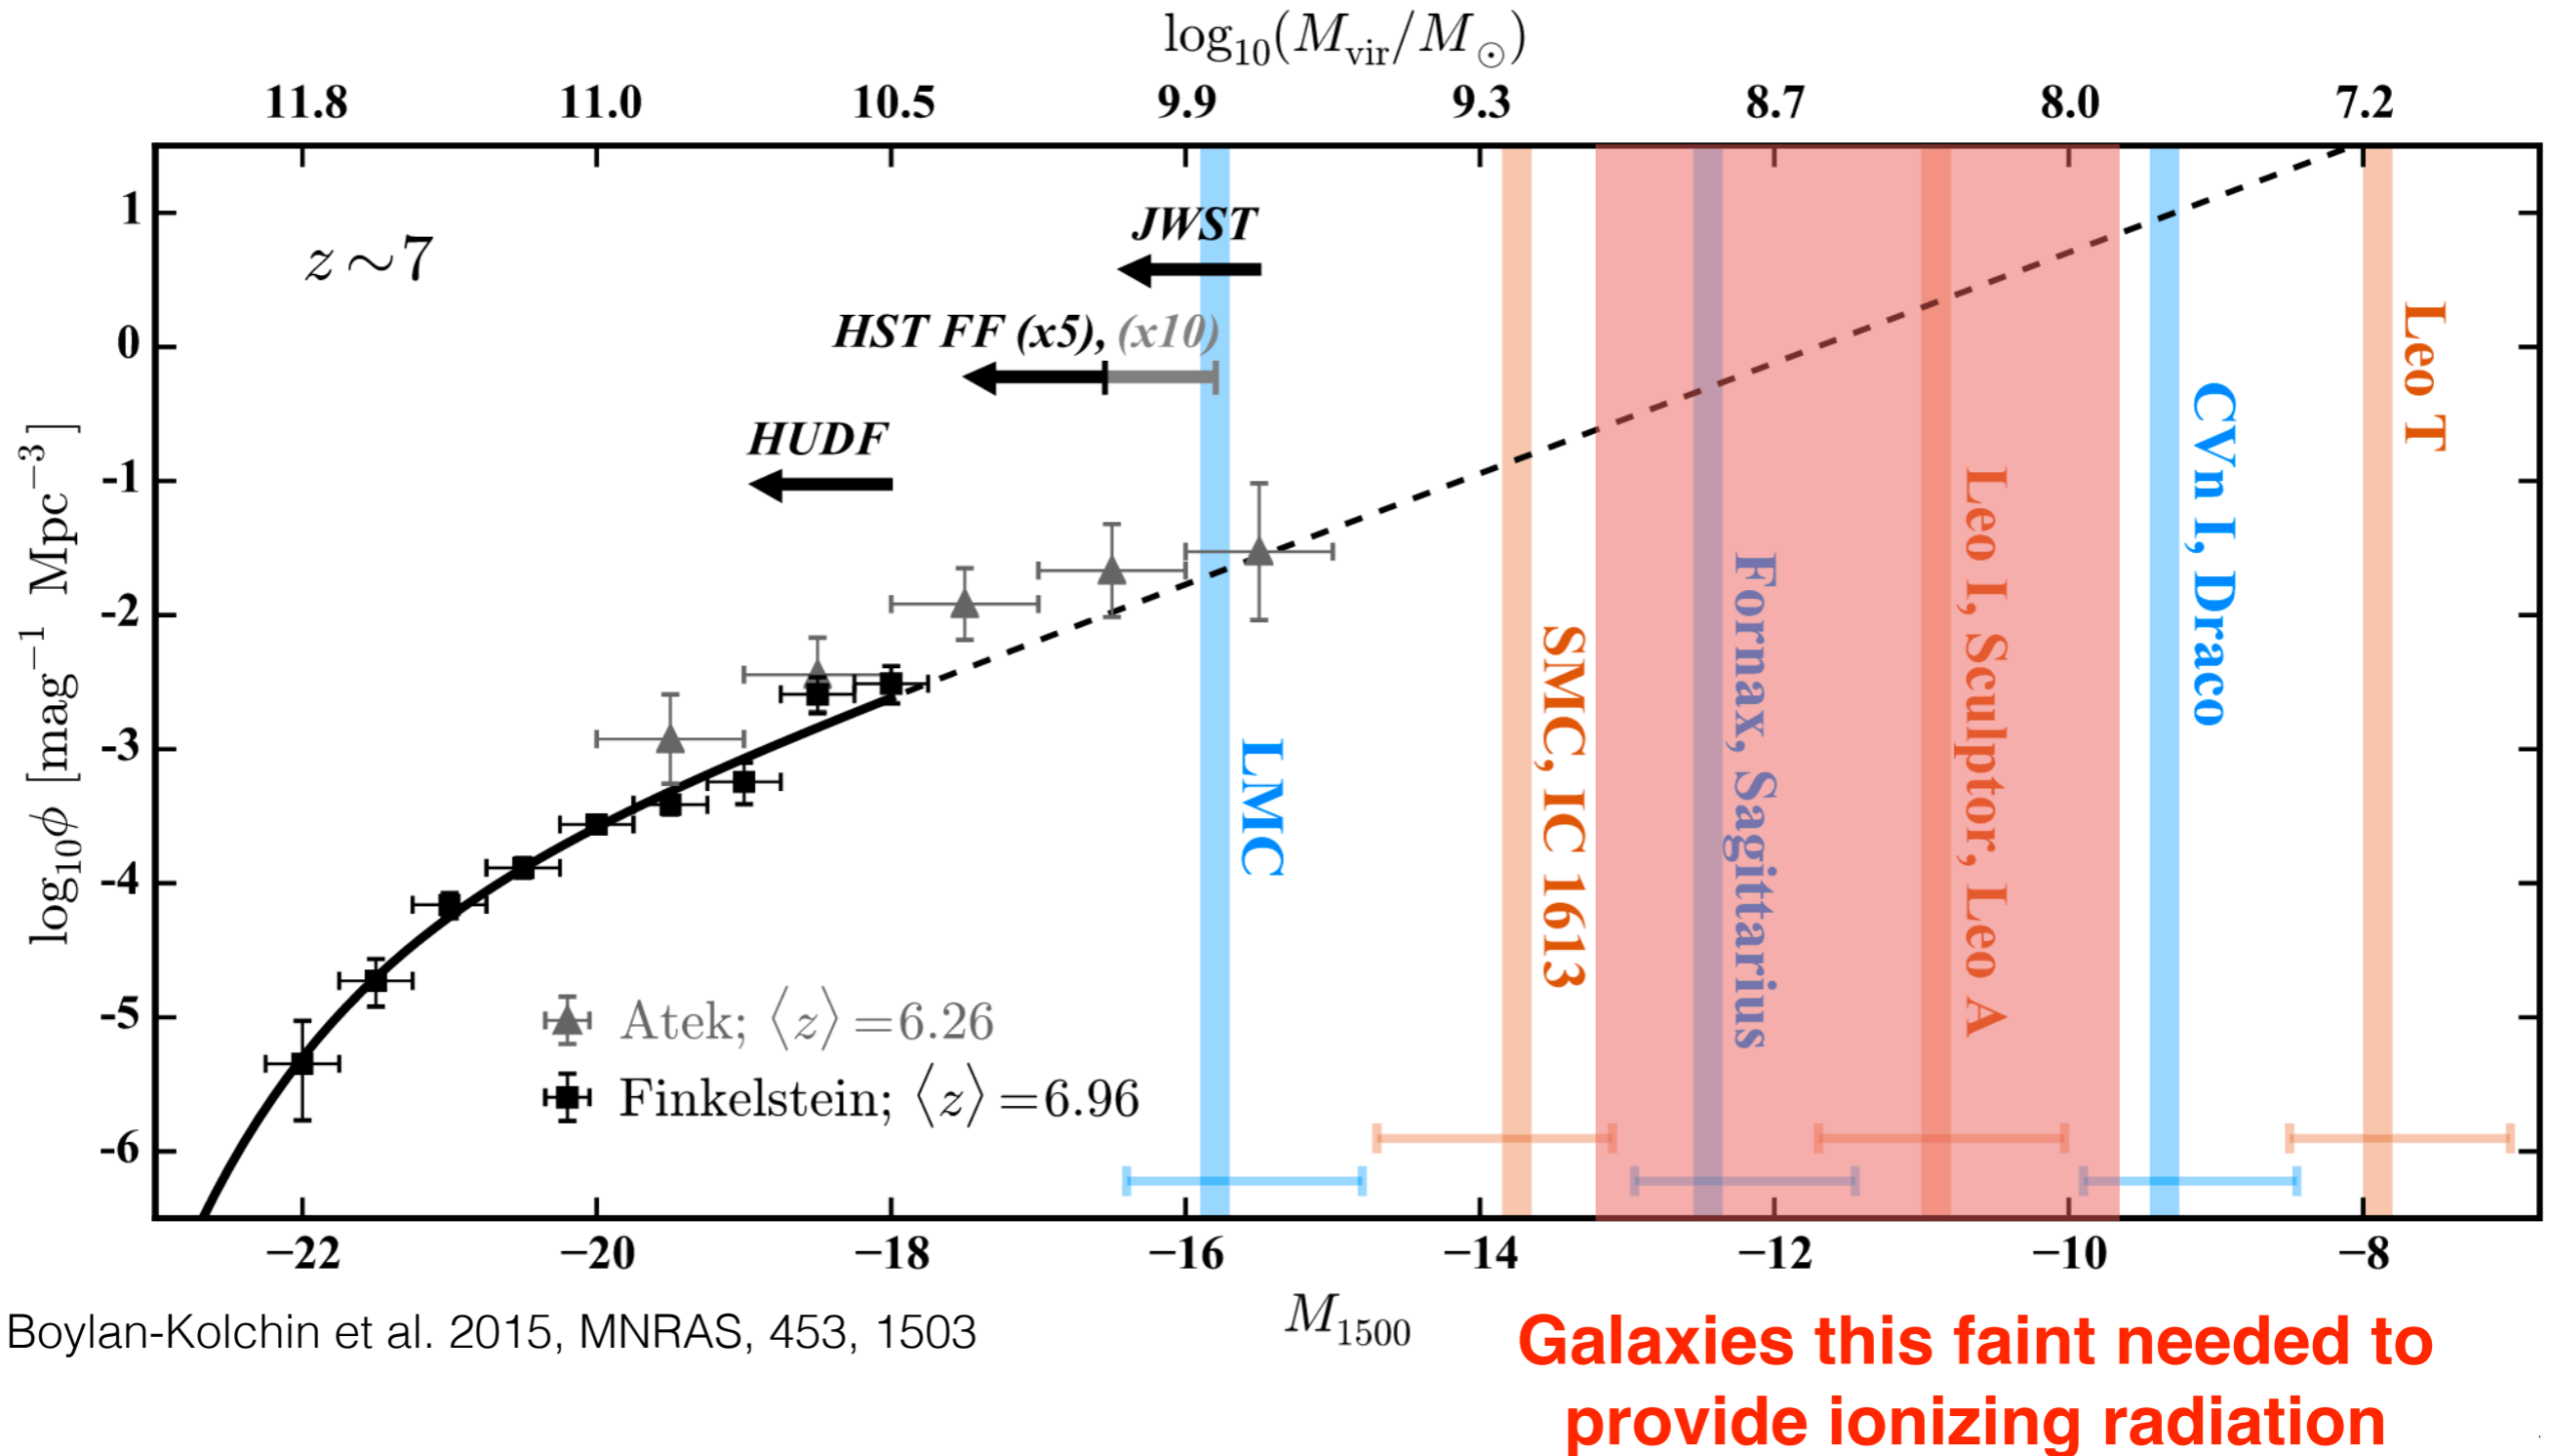 log₁₀(M_vir/M_⊙)
11.8 11.0 10.5 9.9 9.3 8.7 8.0 7.2
z∼7
JWST
HST FF (x5), (x10)
HUDF
1
0
-1
-2
-3
-4
-5
-6
log₁₀ϕ [mag⁻¹ Mpc⁻³]
LMC
SMC, IC 1613
Fornax, Sagittarius
Leo I, Sculptor, Leo A
CVn I, Draco
Leo T
Atek; ⟨z⟩=6.26
Finkelstein; ⟨z⟩=6.96
−22 −20 −18 −16 −14 −12 −10 −8
M₁₅₀₀
Boylan-Kolchin et al. 2015, MNRAS, 453, 1503
Galaxies this faint needed to
provide ionizing radiation